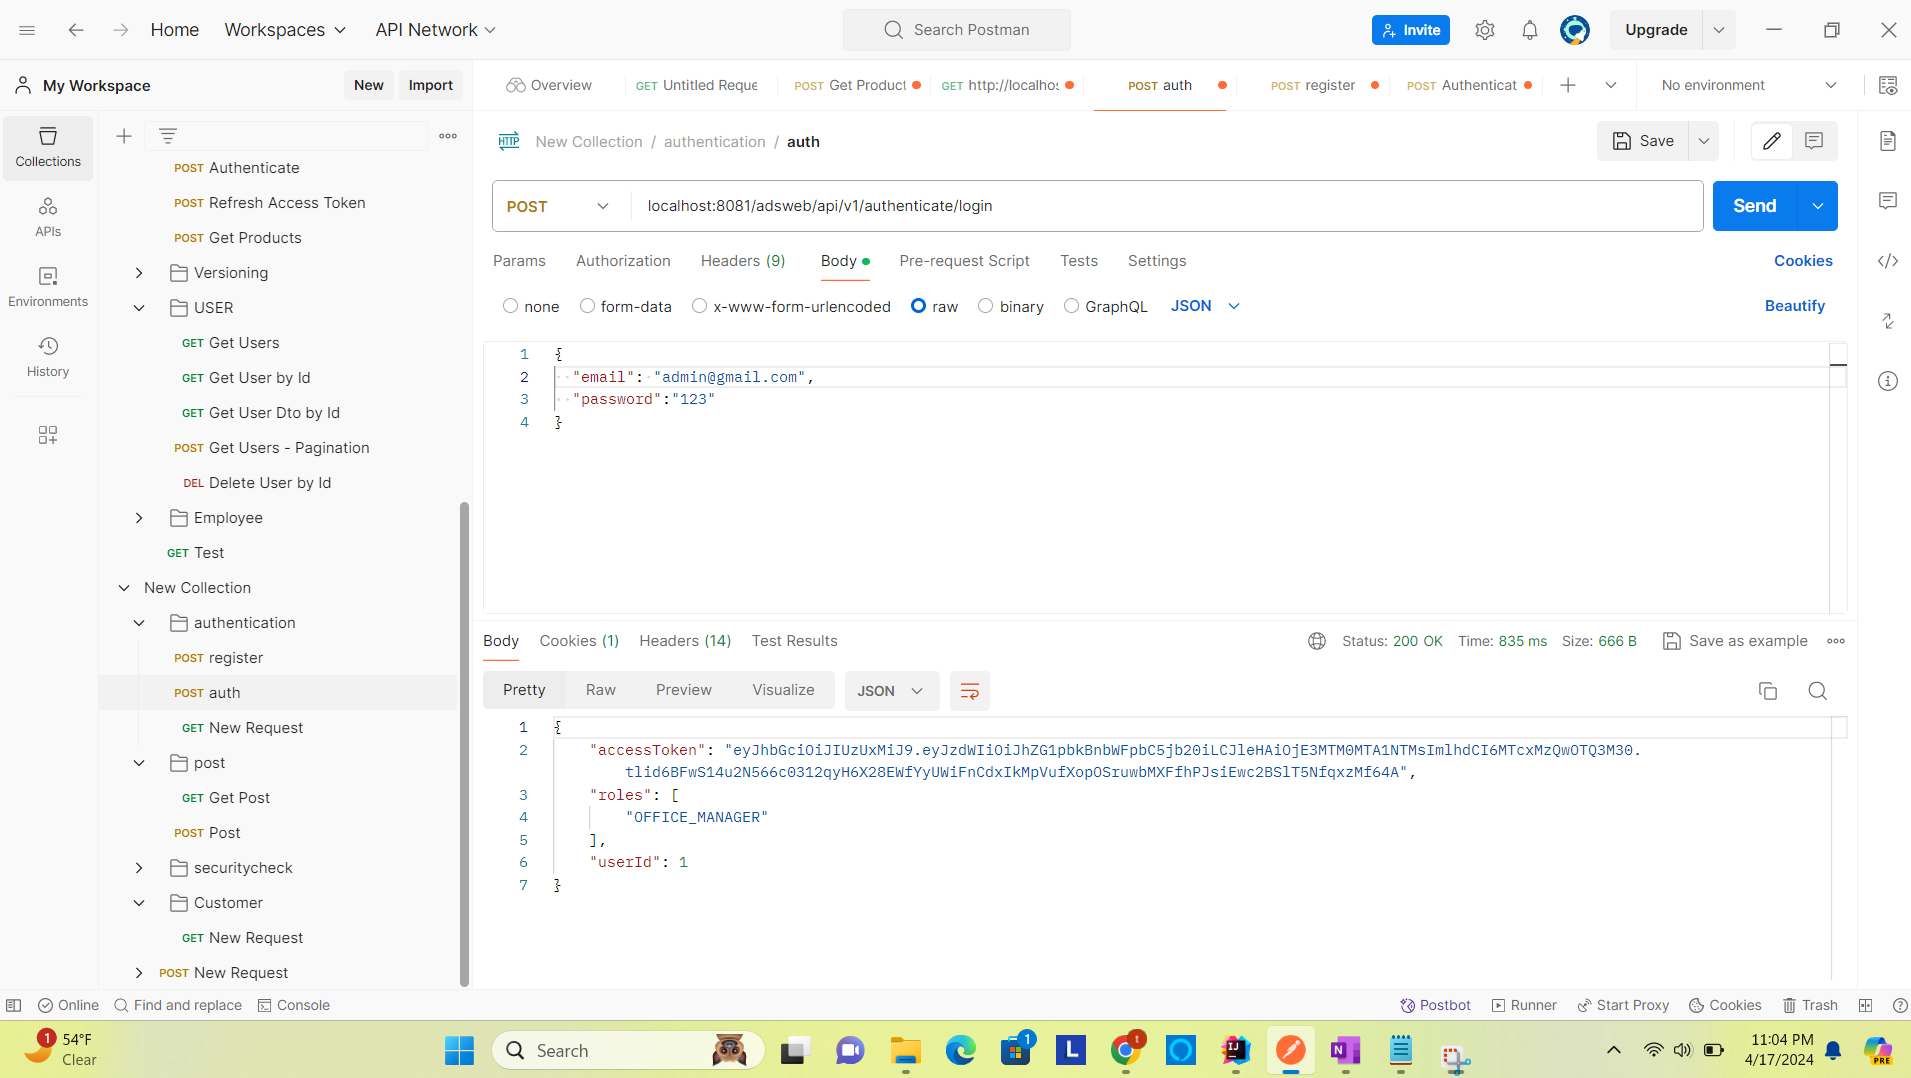 Home Workspaces API Network Search Postman Invite Upgrade
My Workspace New Import Overview GET Untitled Reque POST Get Product GET http://localhos POST auth POST register POST Authenticat No environment
HTTP New Collection / authentication / auth Save
Collections
APIs
Environments
History
POST Authenticate
POST Refresh Access Token
POST Get Products
Versioning
USER
GET Get Users
GET Get User by Id
GET Get User Dto by Id
POST Get Users - Pagination
DEL Delete User by Id
Employee
GET Test
New Collection
authentication
POST register
POST auth
GET New Request
post
GET Get Post
POST Post
securitycheck
Customer
GET New Request
POST New Request
POST localhost:8081/adsweb/api/v1/authenticate/login Send
Params Authorization Headers (9) Body Pre-request Script Tests Settings Cookies
none form-data x-www-form-urlencoded raw binary GraphQL JSON Beautify
1 {
2 "email": "admin@gmail.com",
3 "password":"123"
4 }
Body Cookies (1) Headers (14) Test Results Status: 200 OK Time: 835 ms Size: 666 B Save as example
Pretty Raw Preview Visualize JSON
1 {
2 "accessToken": "eyJhbGciOiJIUzUxMiJ9.eyJzdWIiOiJhZG1pbkBnbWFpbC5jb20iLCJleHAiOjE3MTM0MTA1NTMsImlhdCI6MTcxMzQwOTQ3M30.
tlid6BFwS14u2N566c0312qyH6X28EWfYyUWiFnCdxIkMpVufXopOSruwbMXFfhPJsiEwc2BSlT5NfqxzMf64A",
3 "roles": [
4 "OFFICE_MANAGER"
5 ],
6 "userId": 1
7 }
Online Find and replace Console Postbot Runner Start Proxy Cookies Trash
1 54°F
Clear
Search
1
L
t
IJ
N
11:04 PM
4/17/2024
PRE